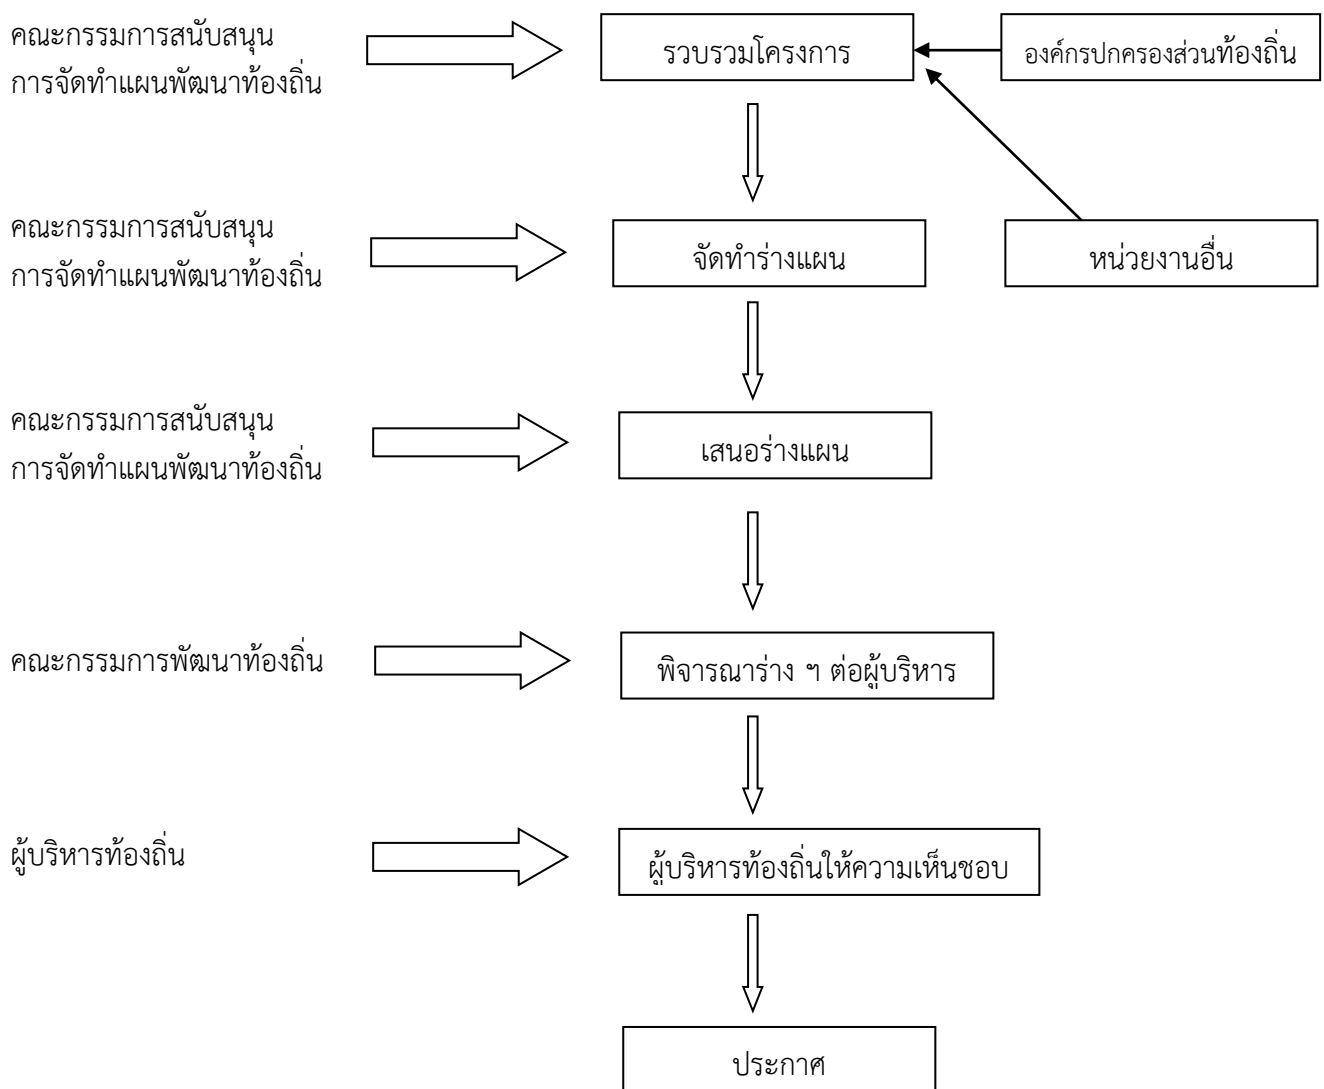 คณะกรรมการสนับสนุน
การจัดทำแผนพัฒนาท้องถิ่น
รวบรวมโครงการ
องค์กรปกครองส่วนท้องถิ่น
คณะกรรมการสนับสนุน
การจัดทำแผนพัฒนาท้องถิ่น
จัดทำร่างแผน
หน่วยงานอื่น
คณะกรรมการสนับสนุน
การจัดทำแผนพัฒนาท้องถิ่น
เสนอร่างแผน
คณะกรรมการพัฒนาท้องถิ่น
พิจารณาร่าง ฯ ต่อผู้บริหาร
ผู้บริหารท้องถิ่น
ผู้บริหารท้องถิ่นให้ความเห็นชอบ
ประกาศ